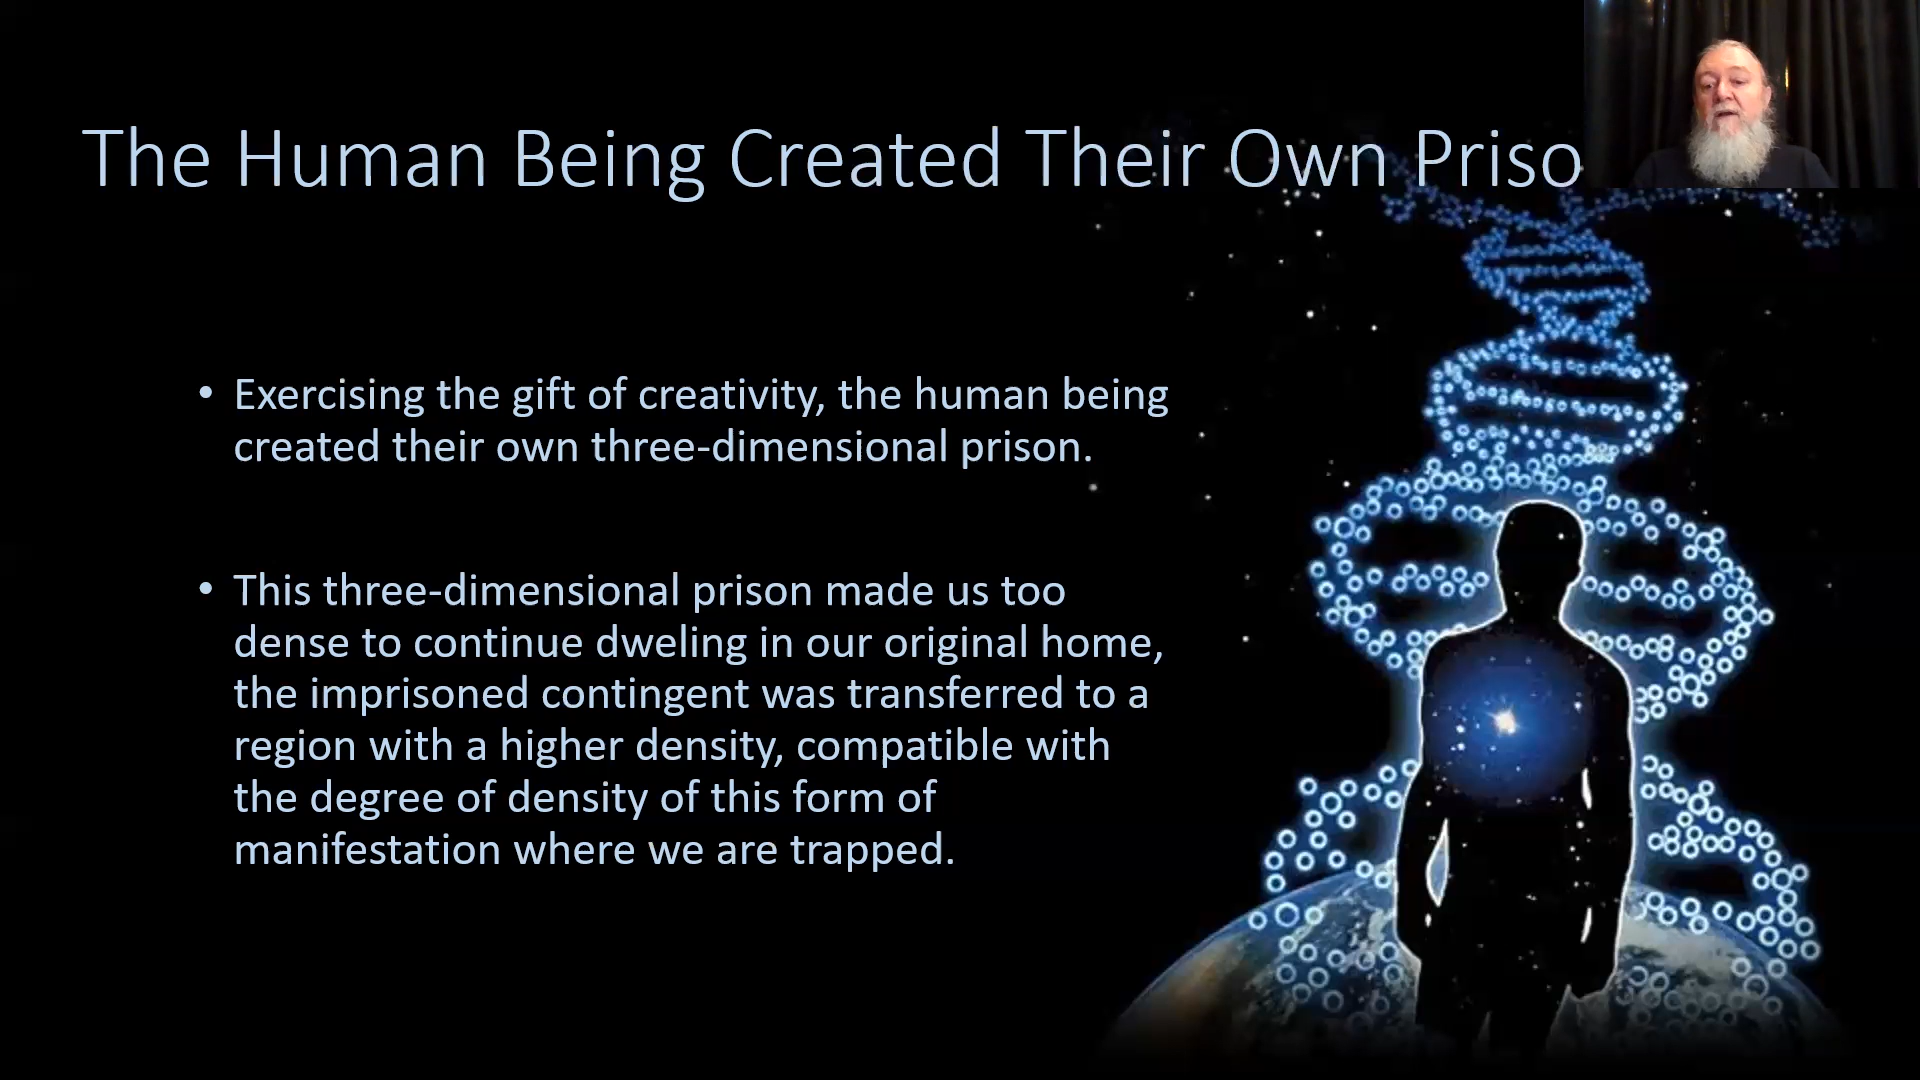 The Human Being Created Their Own Priso
• Exercising the gift of creativity, the human being
created their own three-dimensional prison.
• This three-dimensional prison made us too
dense to continue dweling in our original home,
the imprisoned contingent was transferred to a
region with a higher density, compatible with
the degree of density of this form of
manifestation where we are trapped.